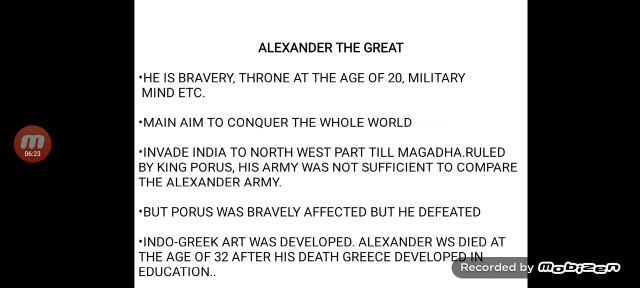 ALEXANDER THE GREAT
•HE IS BRAVERY, THRONE AT THE AGE OF 20, MILITARY
MIND ETC.
•MAIN AIM TO CONQUER THE WHOLE WORLD
•INVADE INDIA TO NORTH WEST PART TILL MAGADHA.RULED
BY KING PORUS, HIS ARMY WAS NOT SUFFICIENT TO COMPARE
THE ALEXANDER ARMY.
•BUT PORUS WAS BRAVELY AFFECTED BUT HE DEFEATED
•INDO-GREEK ART WAS DEVELOPED. ALEXANDER WS DIED AT
THE AGE OF 32 AFTER HIS DEATH GREECE DEVELOPED IN
EDUCATION..
06:23
Recorded by Mobizen